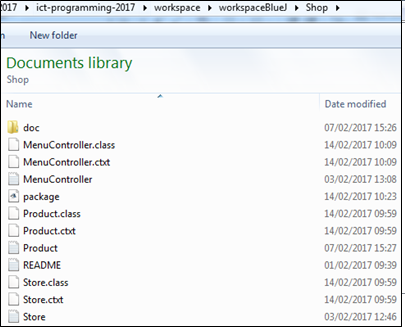 2017 ict-programming-2017 workspace workspaceBlueJ Shop
New folder
Documents library
Shop
Name Date modified
doc 07/02/2017 15:26
MenuController.class 14/02/2017 10:09
MenuController.ctxt 14/02/2017 10:09
MenuController 03/02/2017 13:08
package 14/02/2017 10:23
Product.class 14/02/2017 09:59
Product.ctxt 14/02/2017 09:59
Product 07/02/2017 15:27
README 01/02/2017 09:39
Store.class 14/02/2017 09:59
Store.ctxt 14/02/2017 09:59
Store 03/02/2017 12:46